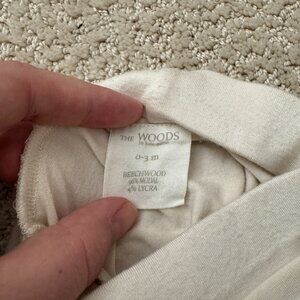 THE WOODS
0-3 m
BEECHWOOD
96% MODAL
4% LYCRA